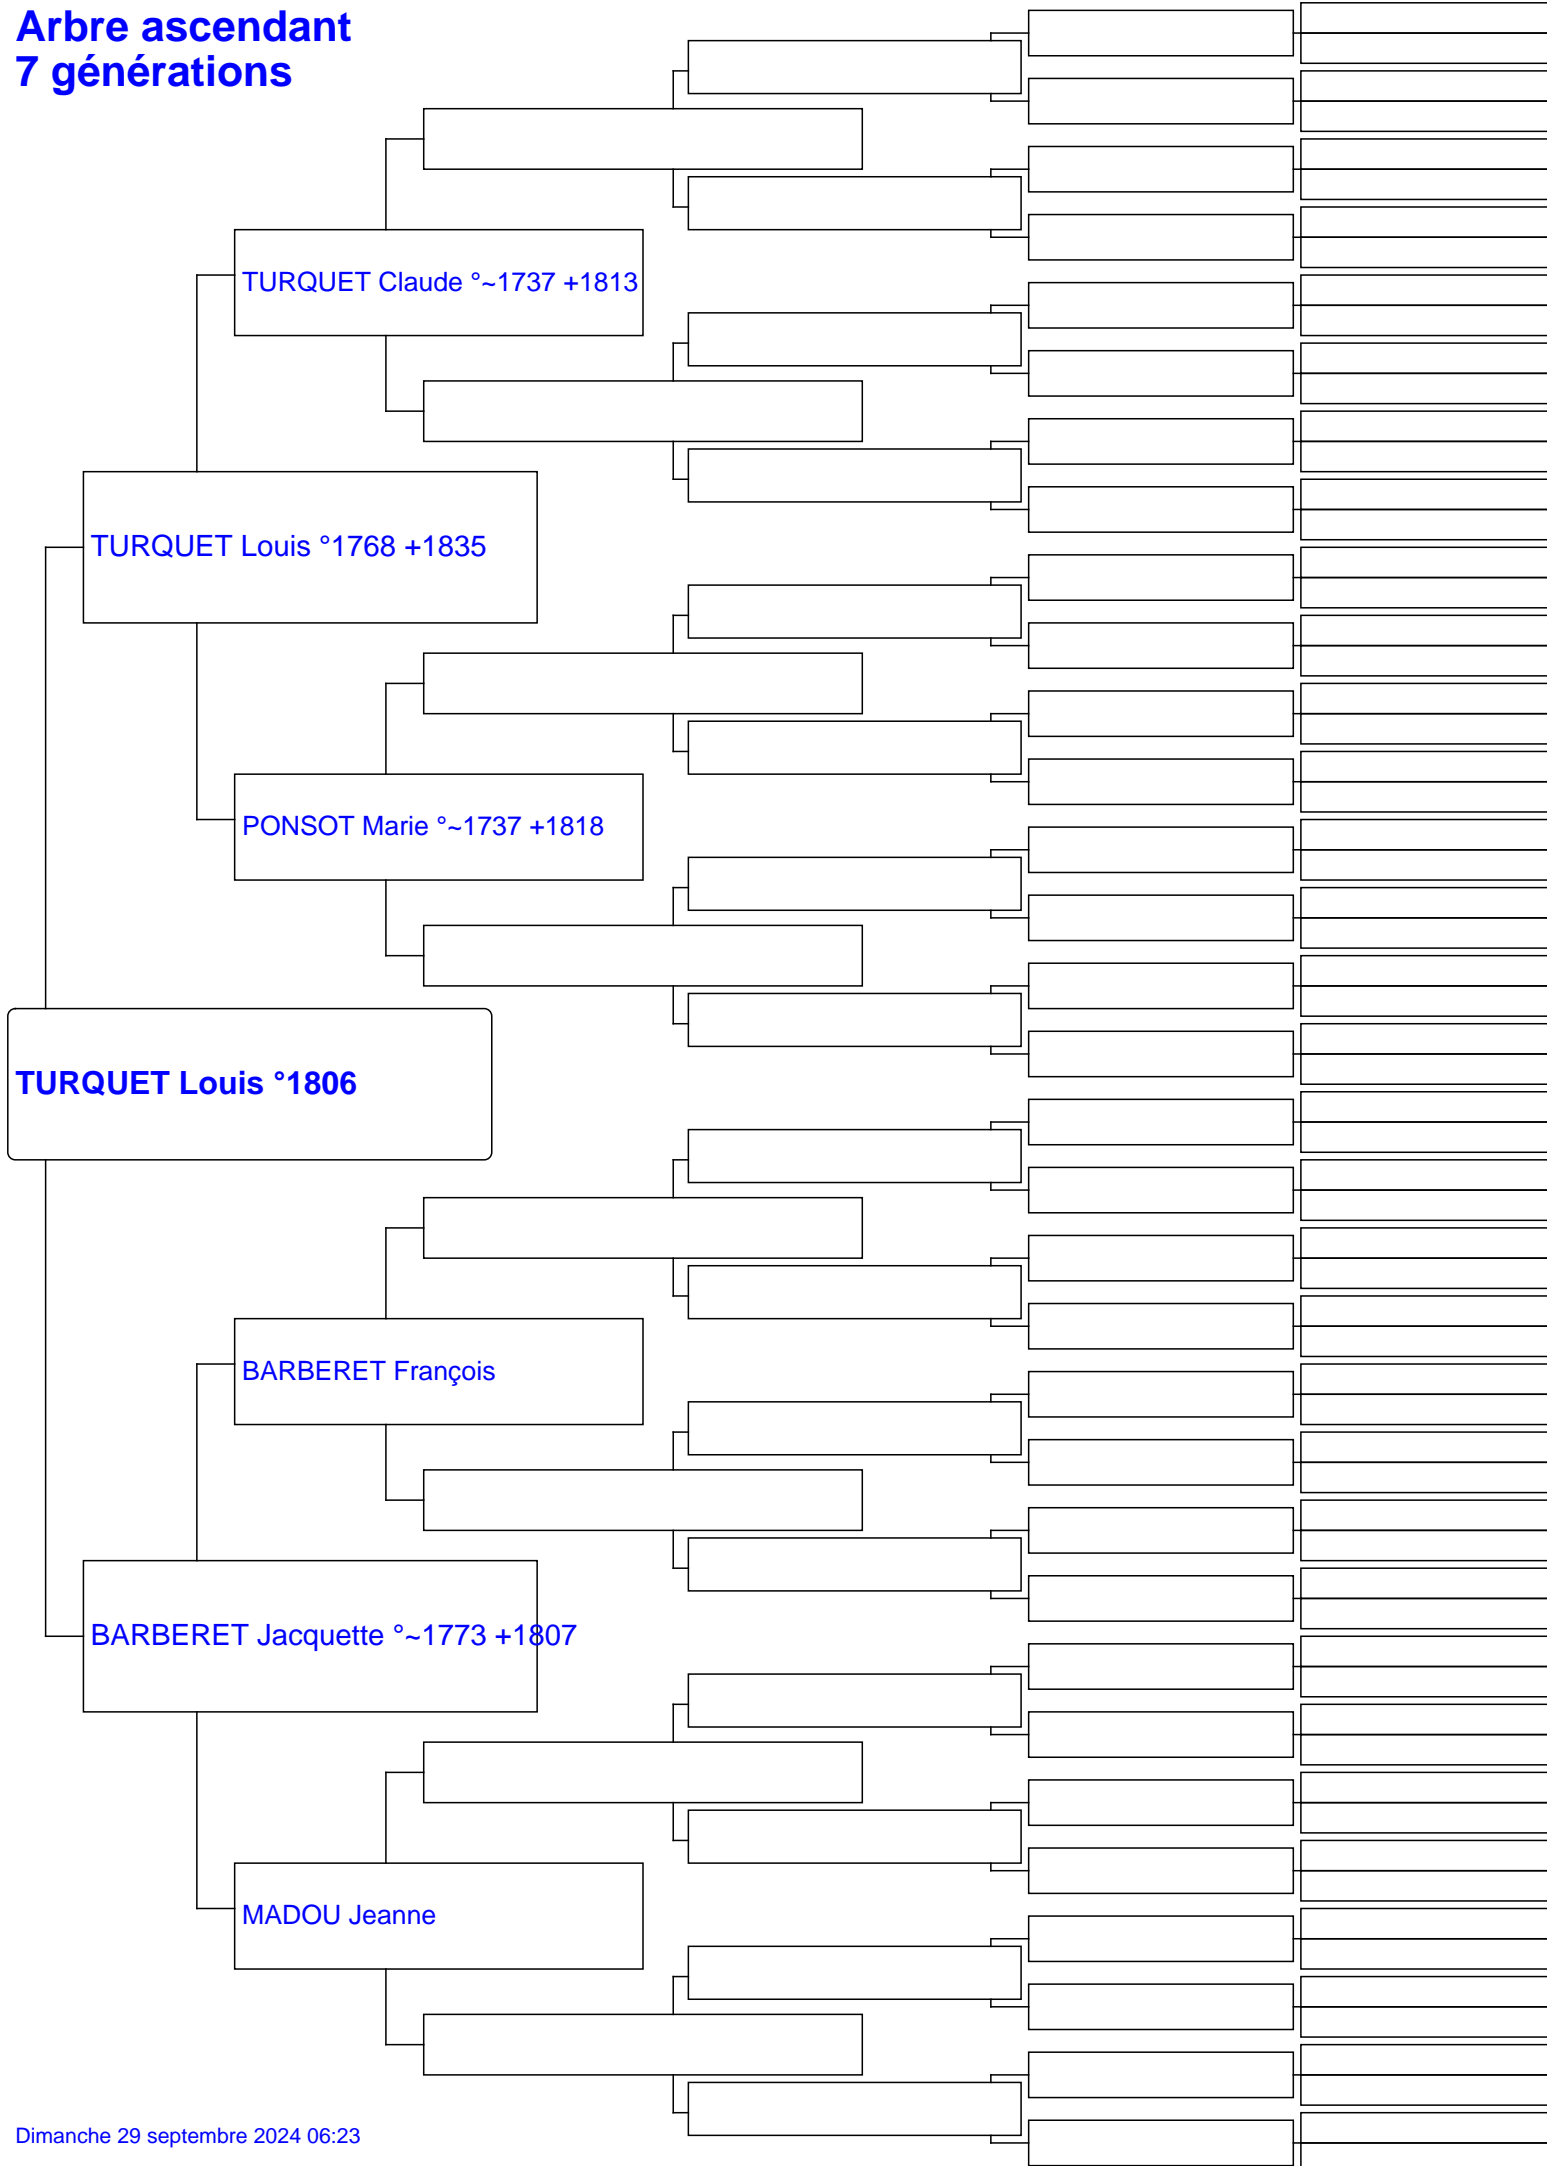 Arbre ascendant
7 générations
TURQUET Claude °~1737 +1813
TURQUET Louis °1768 +1835
PONSOT Marie °~1737 +1818
TURQUET Louis °1806
BARBERET François
BARBERET Jacquette °~1773 +1807
MADOU Jeanne
Dimanche 29 septembre 2024 06:23